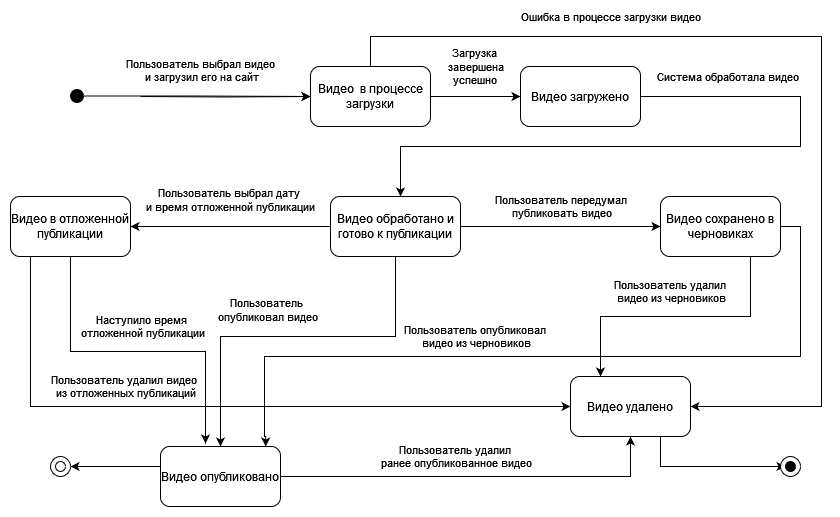 Ошибка в процессе загрузки видео
Пользователь выбрал видео
и загрузил его на сайт
Загрузка
завершена
успешно
Система обработала видео
Видео в процессе
загрузки
Видео загружено
Пользователь выбрал дату
и время отложенной публикации
Пользователь передумал
публиковать видео
Видео в отложенной
публикации
Видео обработано и
готово к публикации
Видео сохранено в
черновиках
Пользователь удалил
видео из черновиков
Пользователь
опубликовал видео
Наступило время
отложенной публикации
Пользователь опубликовал
видео из черновиков
Пользователь удалил видео
из отложенных публикаций
Видео удалено
Пользователь удалил
ранее опубликованное видео
Видео опубликовано